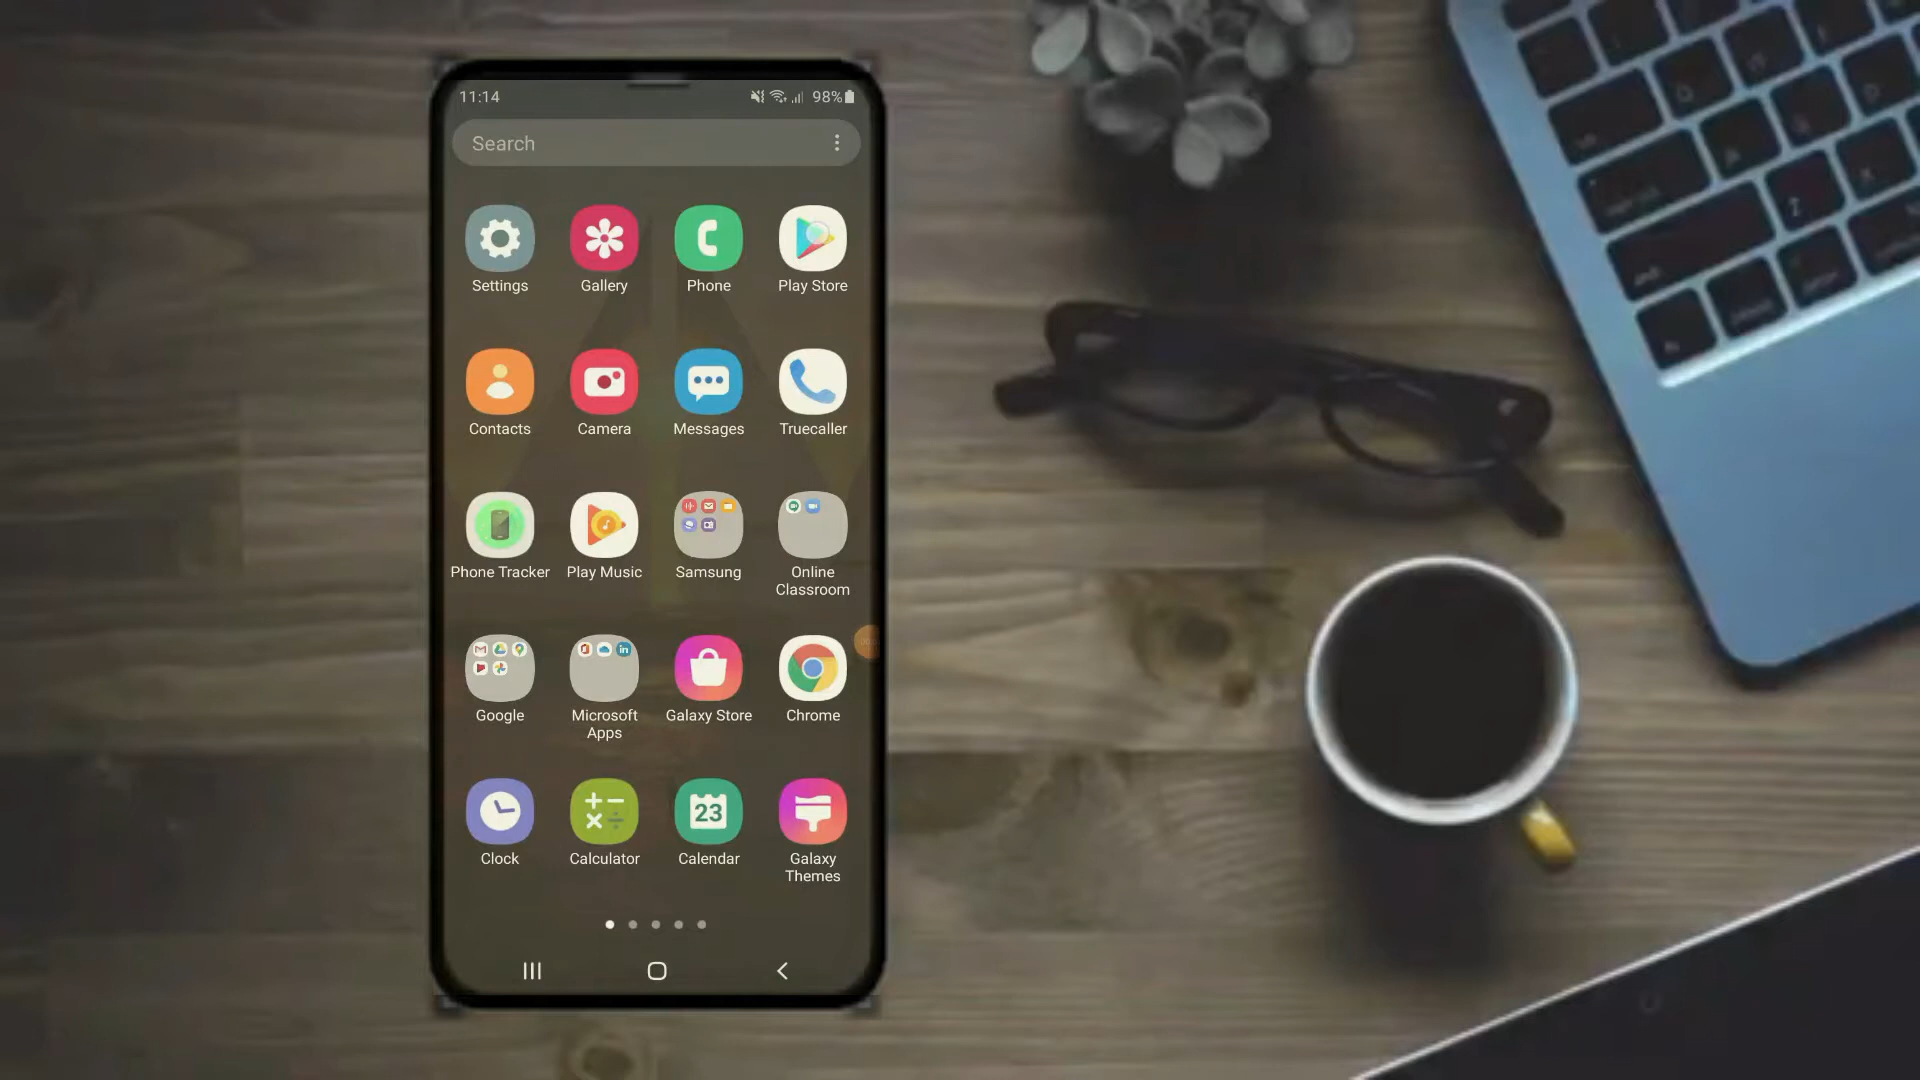 11:14
98%
Search
Settings
Gallery
Phone
Play Store
Contacts
Camera
Messages
Truecaller
Phone Tracker
Play Music
Samsung
Online
Classroom
Google
Microsoft
Apps
Galaxy Store
Chrome
23
Clock
Calculator
Calendar
Galaxy
Themes